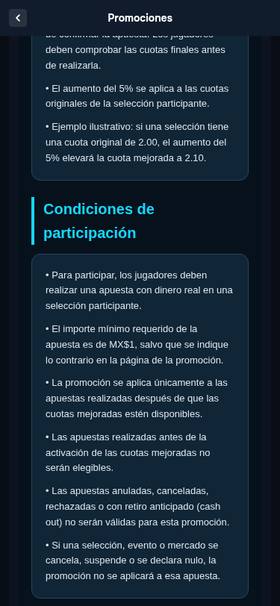 Promociones
de confirmar la apuesta. Los jugadores
deben comprobar las cuotas finales antes
de realizarla.
• El aumento del 5% se aplica a las cuotas
originales de la selección participante.
• Ejemplo ilustrativo: si una selección tiene
una cuota original de 2.00, el aumento del
5% elevará la cuota mejorada a 2.10.
Condiciones de
participación
• Para participar, los jugadores deben
realizar una apuesta con dinero real en una
selección participante.
• El importe mínimo requerido de la
apuesta es de MX$1, salvo que se indique
lo contrario en la página de la promoción.
• La promoción se aplica únicamente a las
apuestas realizadas después de que las
cuotas mejoradas estén disponibles.
• Las apuestas realizadas antes de la
activación de las cuotas mejoradas no
serán elegibles.
• Las apuestas anuladas, canceladas,
rechazadas o con retiro anticipado (cash
out) no serán válidas para esta promoción.
• Si una selección, evento o mercado se
cancela, suspende o se declara nulo, la
promoción no se aplicará a esa apuesta.